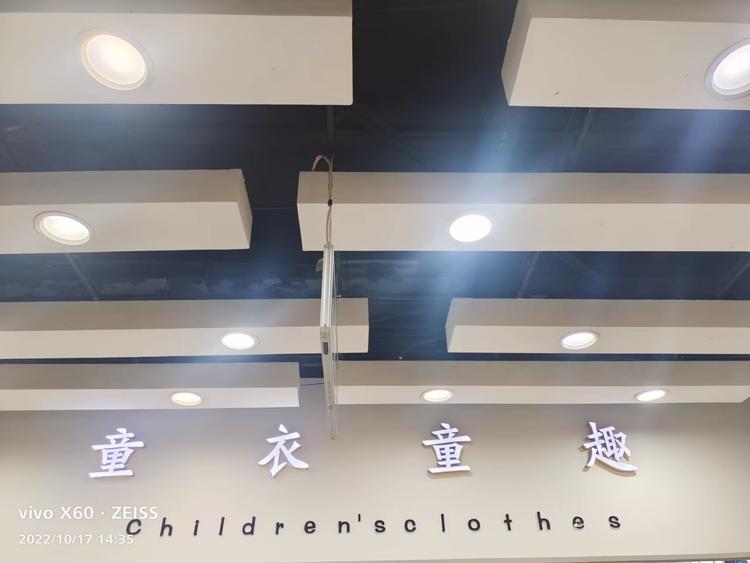 童衣童趣
Children'sclothes
vivo X60 · ZEISS
2022/10/17 14:35